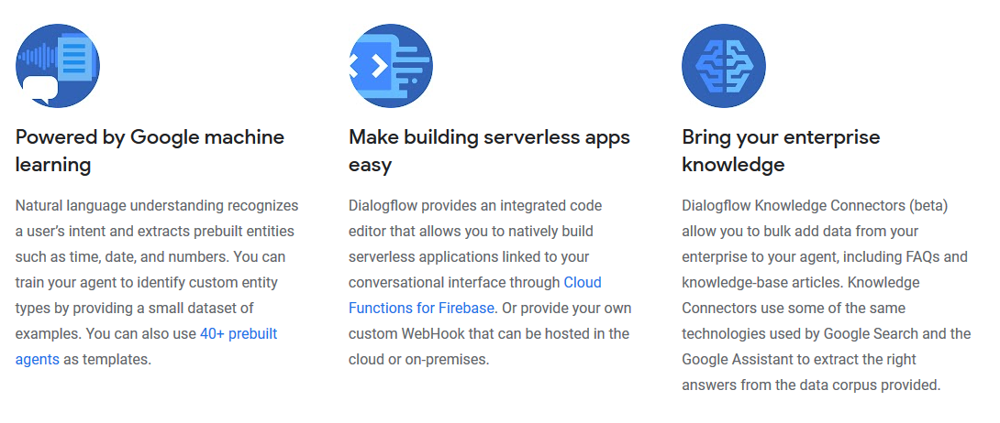 Powered by Google machine
learning
Natural language understanding recognizes
a user’s intent and extracts prebuilt entities
such as time, date, and numbers. You can
train your agent to identify custom entity
types by providing a small dataset of
examples. You can also use 40+ prebuilt
agents as templates.
Make building serverless apps
easy
Dialogflow provides an integrated code
editor that allows you to natively build
serverless applications linked to your
conversational interface through Cloud
Functions for Firebase. Or provide your own
custom WebHook that can be hosted in the
cloud or on-premises.
Bring your enterprise
knowledge
Dialogflow Knowledge Connectors (beta)
allow you to bulk add data from your
enterprise to your agent, including FAQs and
knowledge-base articles. Knowledge
Connectors use some of the same
technologies used by Google Search and the
Google Assistant to extract the right
answers from the data corpus provided.